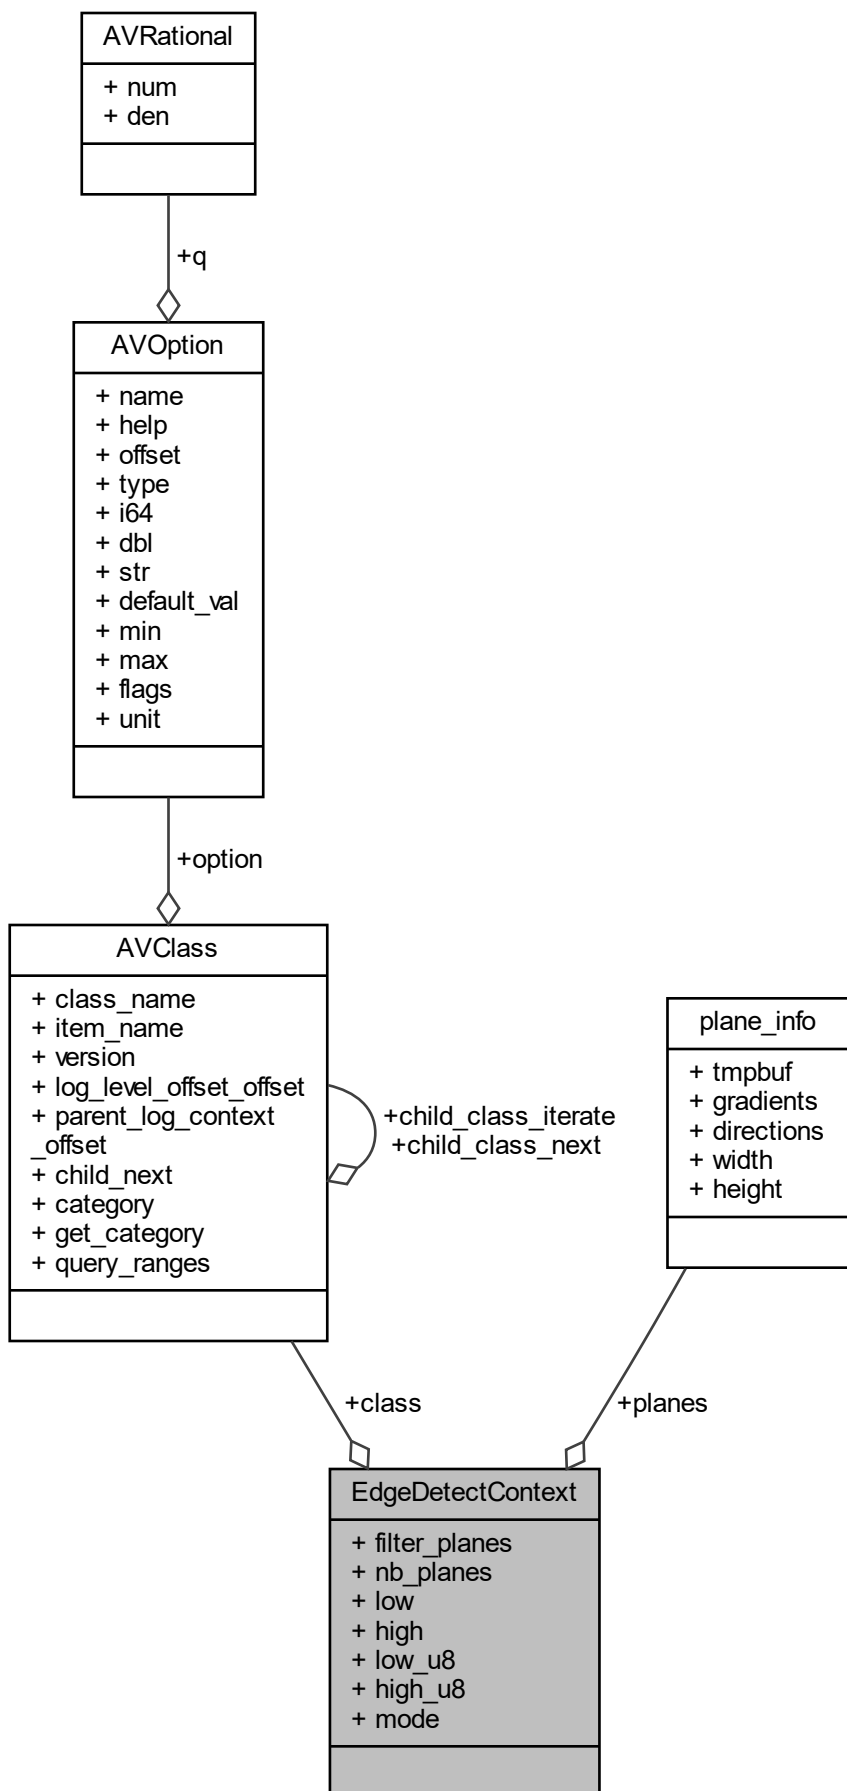 AVRational
+ num
+ den
+q
AVOption
+ name
+ help
+ offset
+ type
+ i64
+ dbl
+ str
+ default_val
+ min
+ max
+ flags
+ unit
+option
AVClass
+ class_name
+ item_name
+ version
+ log_level_offset_offset
+ parent_log_context
_offset
+ child_next
+ category
+ get_category
+ query_ranges
+child_class_iterate
+child_class_next
plane_info
+ tmpbuf
+ gradients
+ directions
+ width
+ height
+class
+planes
EdgeDetectContext
+ filter_planes
+ nb_planes
+ low
+ high
+ low_u8
+ high_u8
+ mode